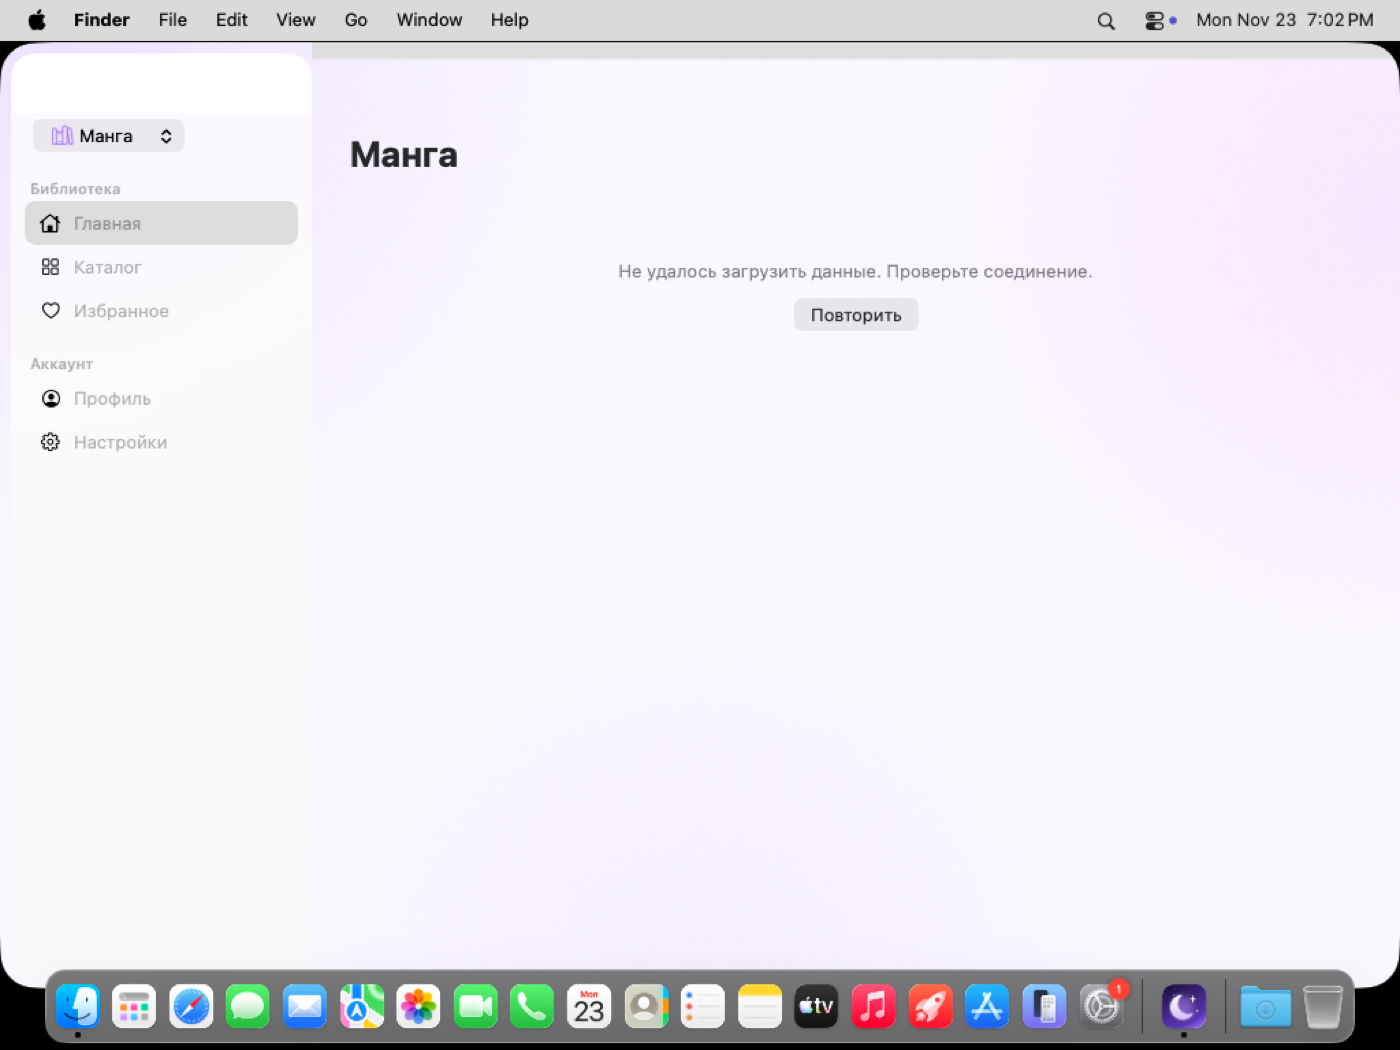 Finder File Edit View Go Window Help Mon Nov 23 7:02 PM
Манга
Библиотека
Главная
Каталог
Избранное
Аккаунт
Профиль
Настройки
Манга
Не удалось загрузить данные. Проверьте соединение.
Повторить
Mon
23
tv
1